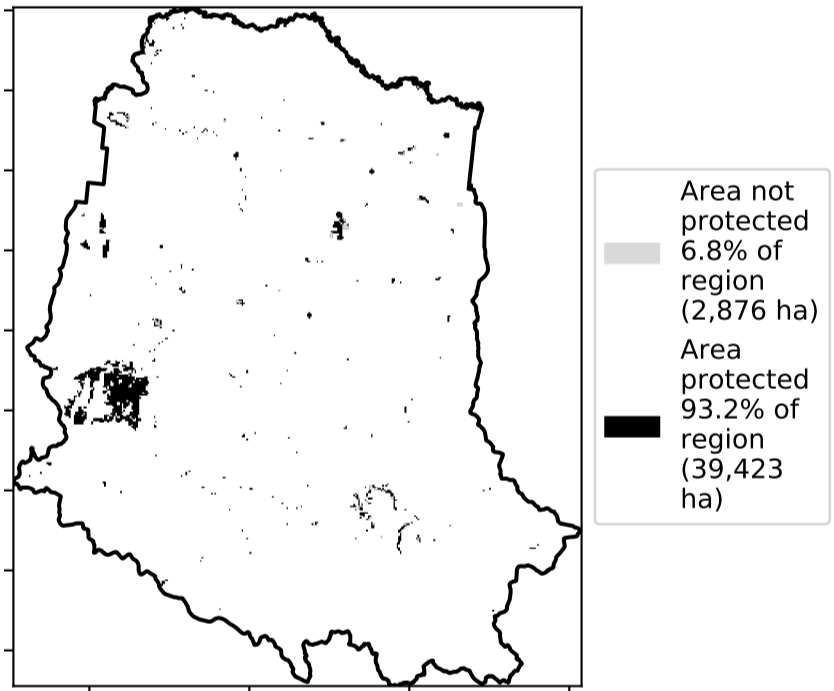 Area not
protected
6.8% of
region
(2,876 ha)
Area
protected
93.2% of
region
(39,423
ha)